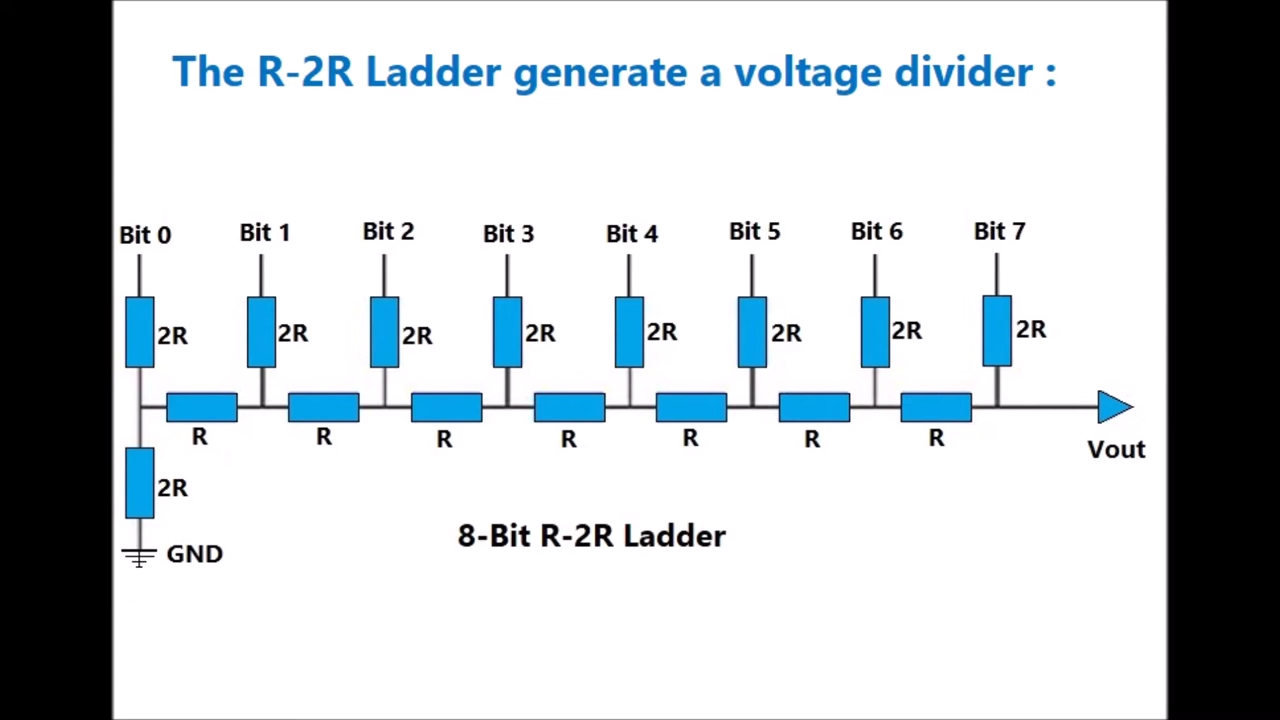 The R-2R Ladder generate a voltage divider :
Bit 0 Bit 1 Bit 2 Bit 3 Bit 4 Bit 5 Bit 6 Bit 7
2R 2R 2R 2R 2R 2R 2R 2R
R R R R R R R
Vout
2R
8-Bit R-2R Ladder
GND